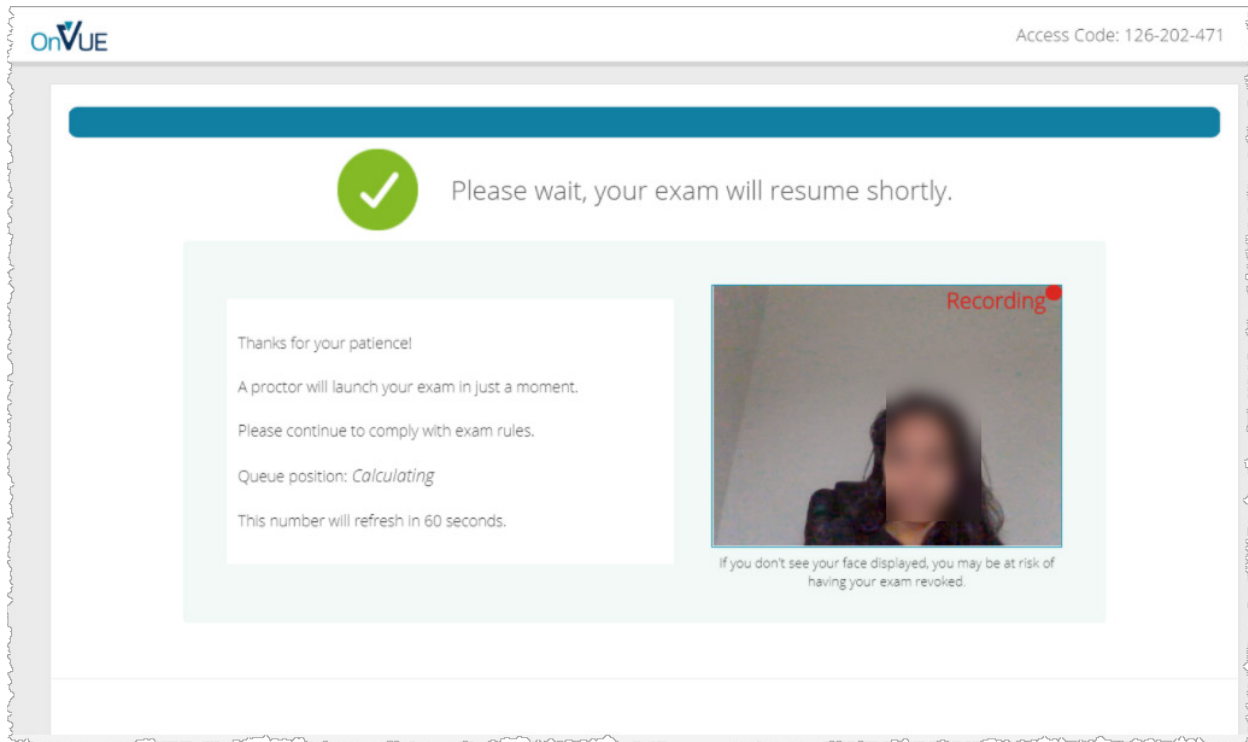 OnVUE
Access Code: 126-202-471
Please wait, your exam will resume shortly.
Thanks for your patience!
A proctor will launch your exam in just a moment.
Please continue to comply with exam rules.
Queue position: Calculating
This number will refresh in 60 seconds.
Recording
If you don't see your face displayed, you may be at risk of
having your exam revoked.